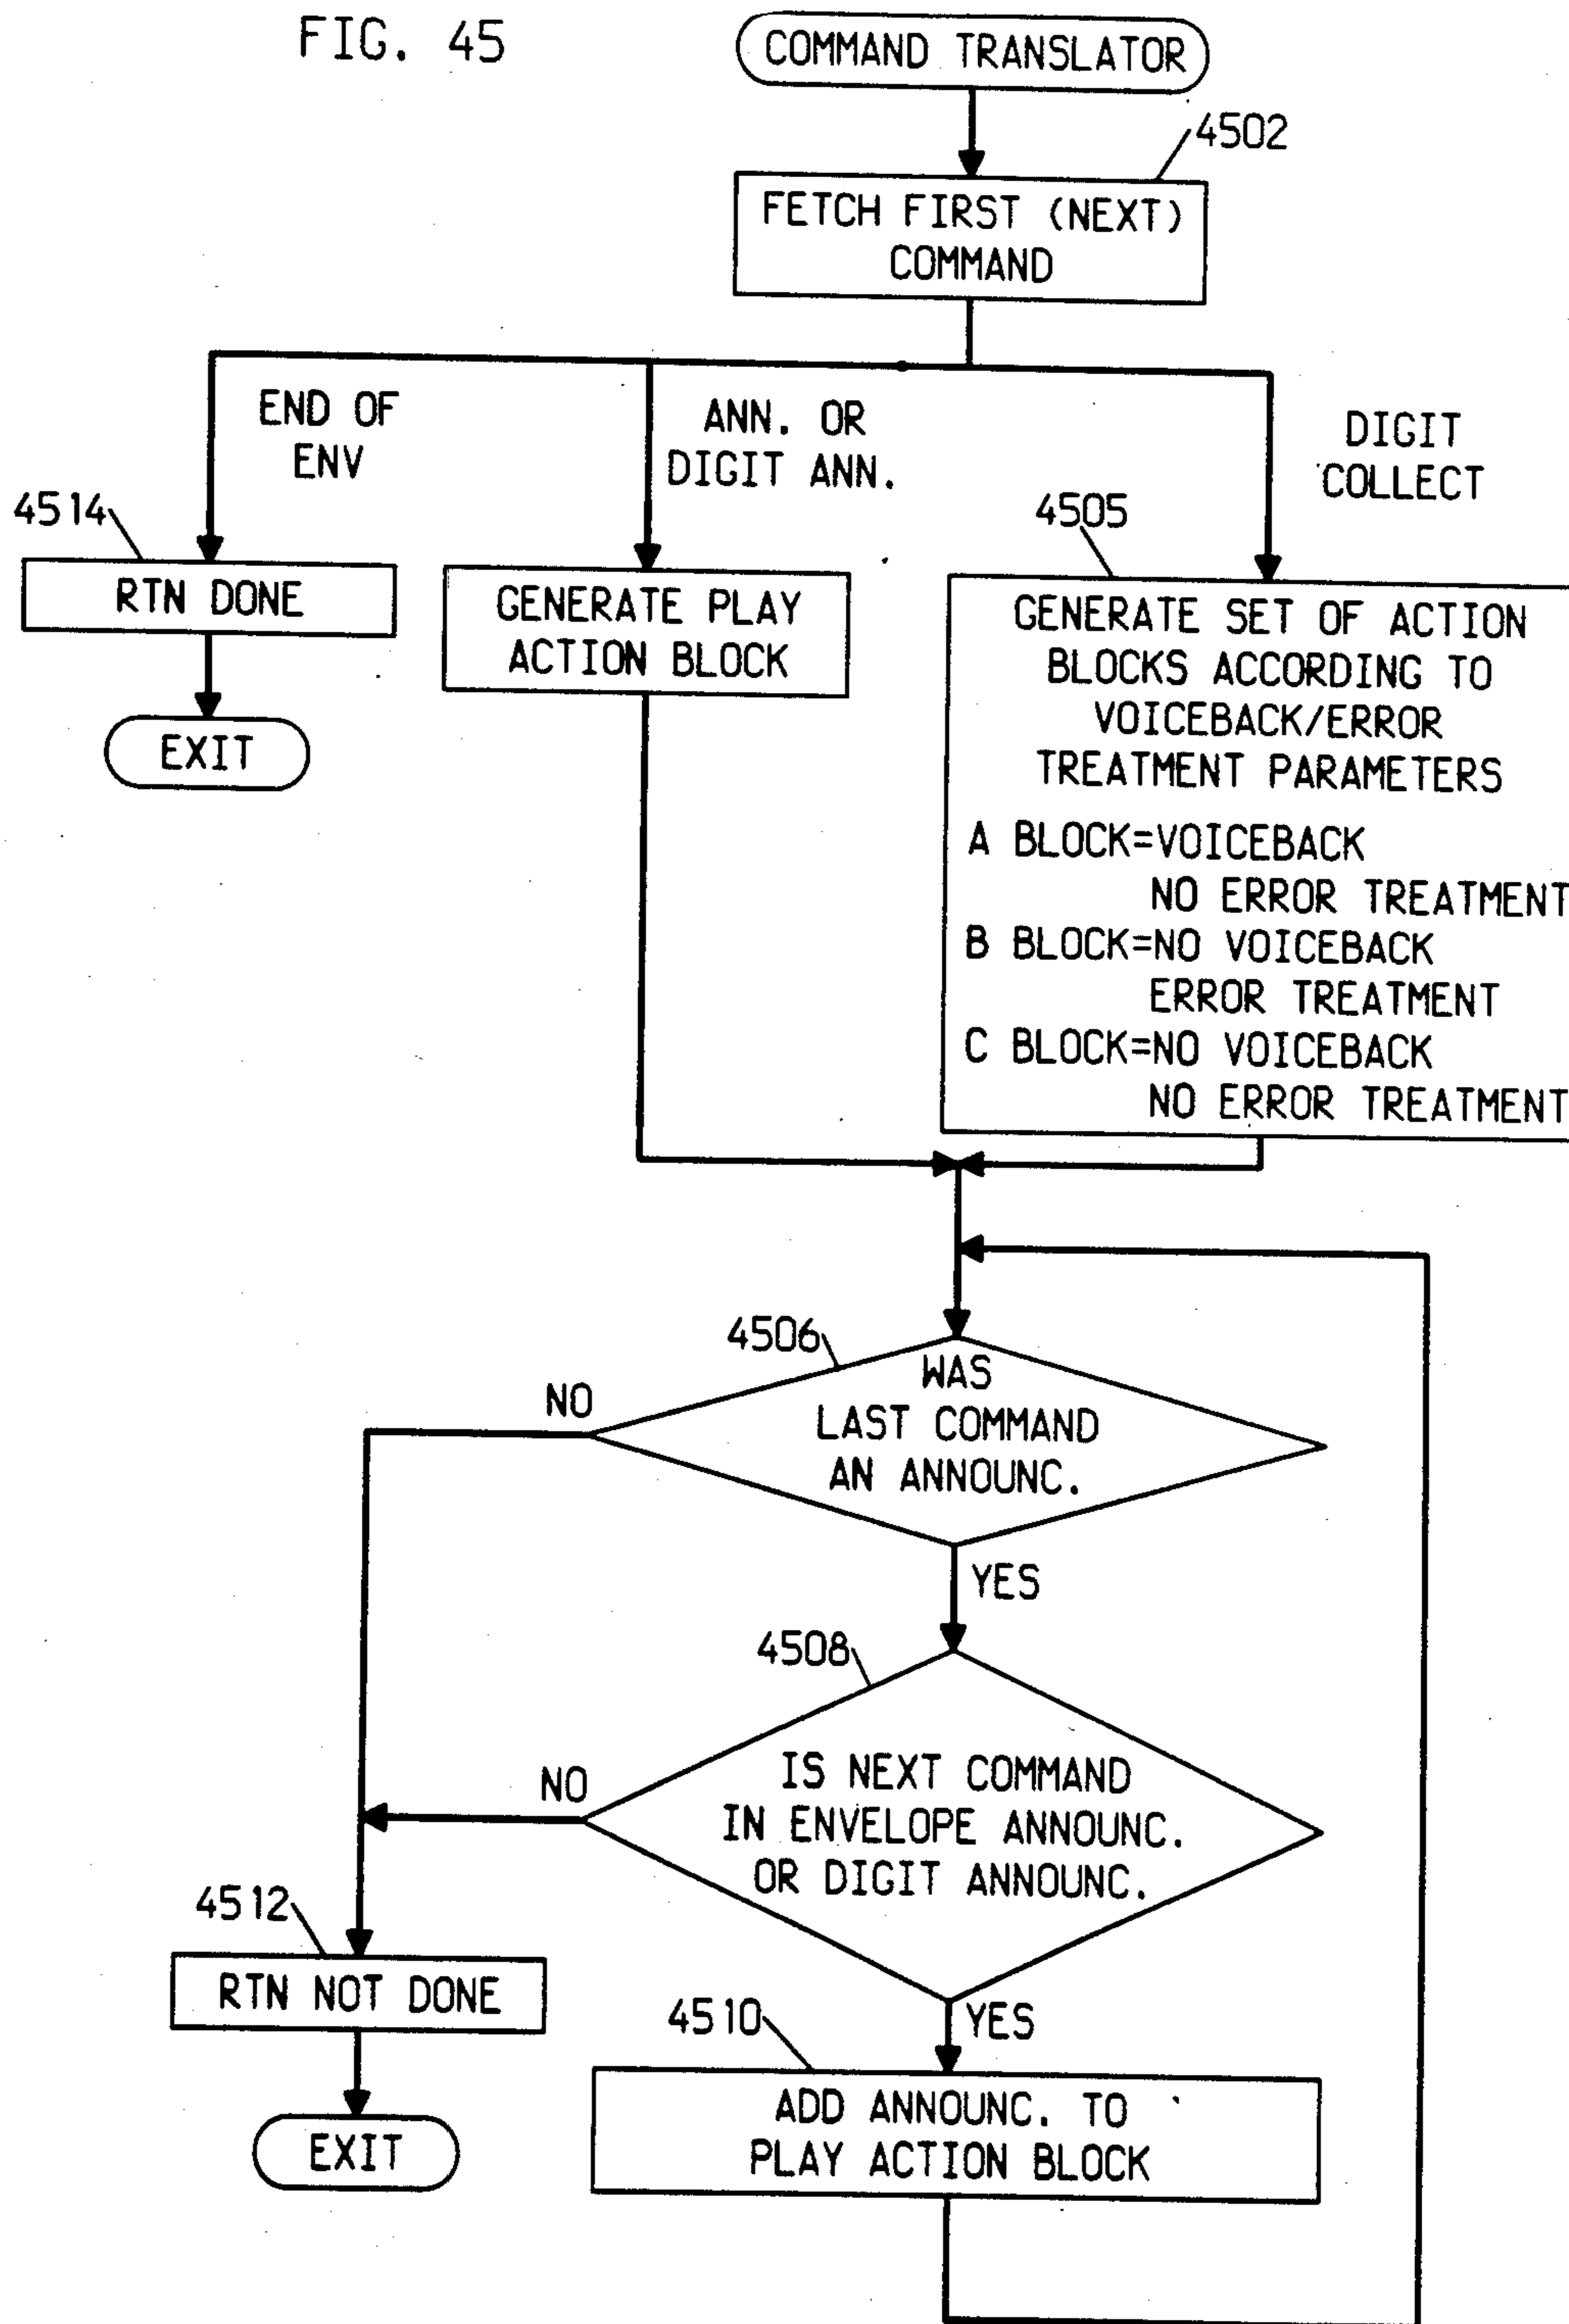 FIG. 45
COMMAND TRANSLATOR
4502
FETCH FIRST (NEXT)
COMMAND
END OF
ENV
ANN. OR
DIGIT ANN.
DIGIT
COLLECT
4514
RTN DONE
EXIT
GENERATE PLAY
ACTION BLOCK
4505
GENERATE SET OF ACTION
BLOCKS ACCORDING TO
VOICEBACK/ERROR
TREATMENT PARAMETERS
A BLOCK=VOICEBACK
NO ERROR TREATMENT
B BLOCK=NO VOICEBACK
ERROR TREATMENT
C BLOCK=NO VOICEBACK
NO ERROR TREATMENT
4506
NO
WAS
LAST COMMAND
AN ANNOUNC.
YES
4508
NO
IS NEXT COMMAND
IN ENVELOPE ANNOUNC.
OR DIGIT ANNOUNC.
4512
RTN NOT DONE
EXIT
YES
4510
ADD ANNOUNC. TO
PLAY ACTION BLOCK